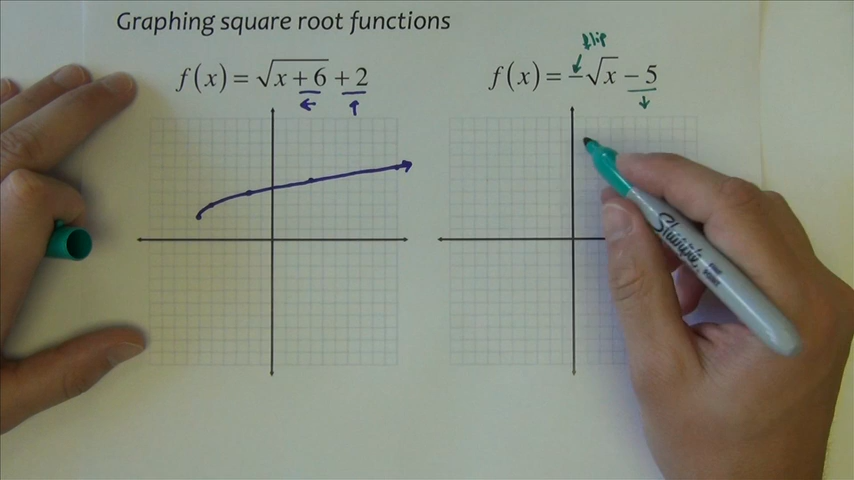 Graphing square root functions
flip
f(x) = √(x + 6) + 2
f(x) = −√x − 5
Sharpie